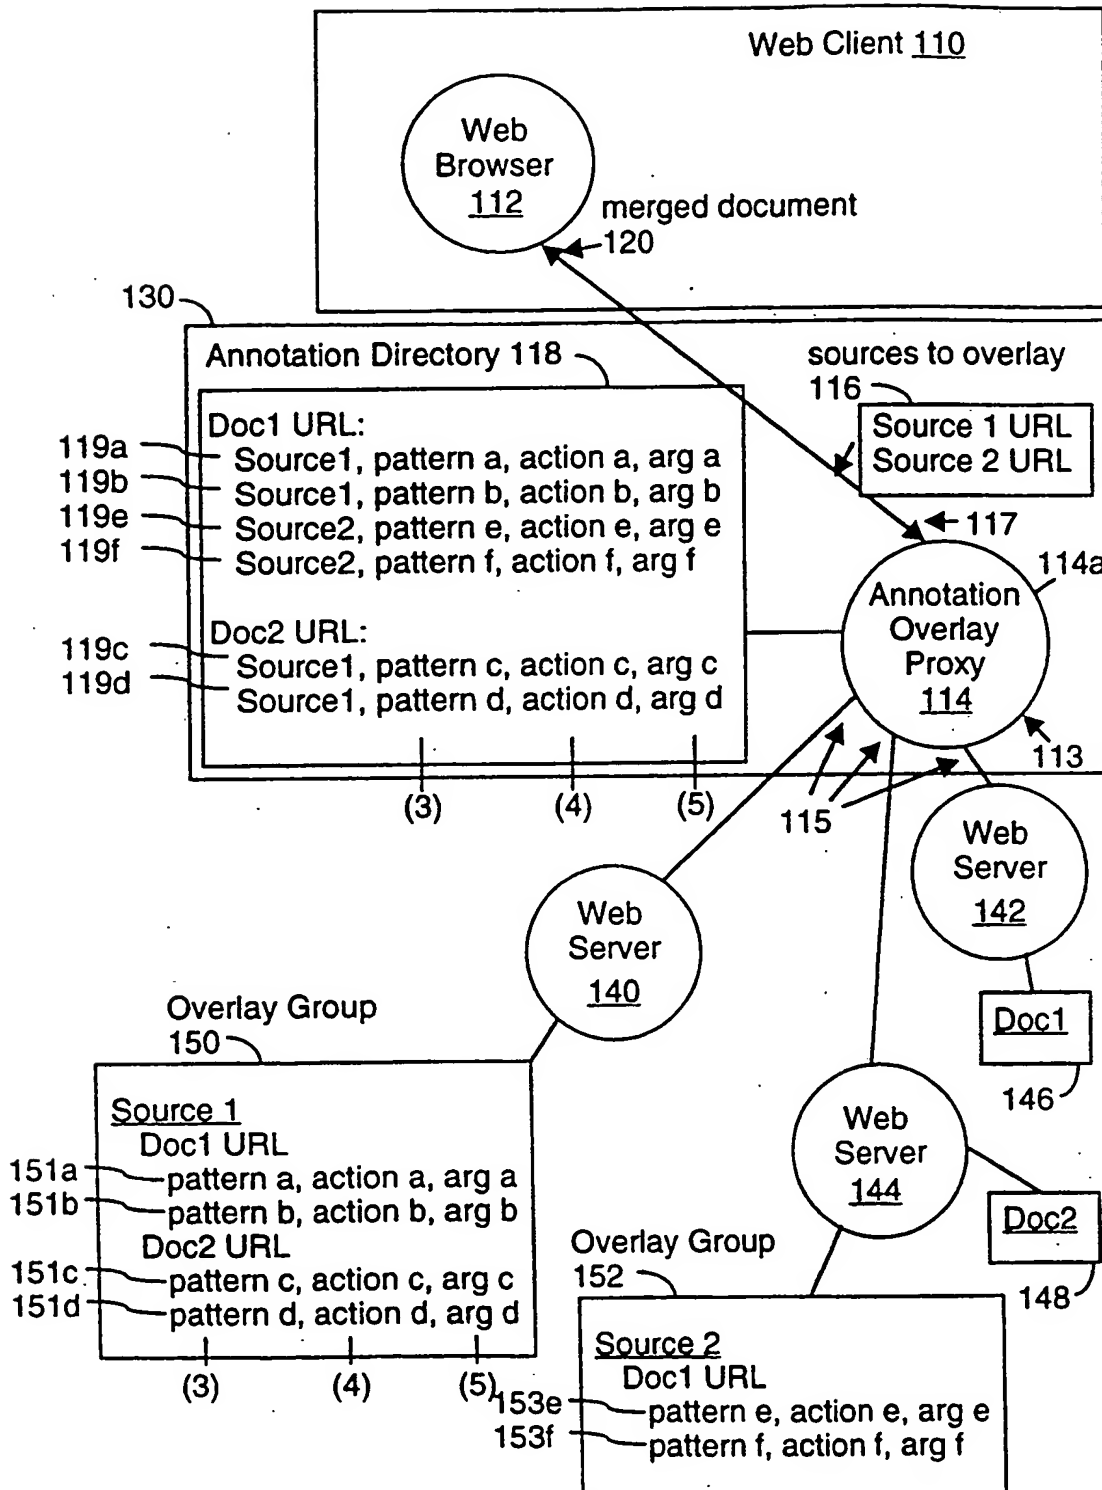 Web Client 110
Web
Browser
112
merged document
120
130
Annotation Directory 118
sources to overlay
116
Source 1 URL
Source 2 URL
Doc1 URL:
119a Source1, pattern a, action a, arg a
119b Source1, pattern b, action b, arg b
119e Source2, pattern e, action e, arg e
119f Source2, pattern f, action f, arg f
117
114a
Annotation
Overlay
Proxy
114
Doc2 URL:
119c Source1, pattern c, action c, arg c
119d Source1, pattern d, action d, arg d
113
(3) (4) (5)
115
Web
Server
142
Web
Server
140
Doc1
146
Overlay Group
150
Source 1
Doc1 URL
151a pattern a, action a, arg a
151b pattern b, action b, arg b
Doc2 URL
151c pattern c, action c, arg c
151d pattern d, action d, arg d
(3) (4) (5)
Web
Server
144
Doc2
148
Overlay Group
152
Source 2
Doc1 URL
153e pattern e, action e, arg e
153f pattern f, action f, arg f